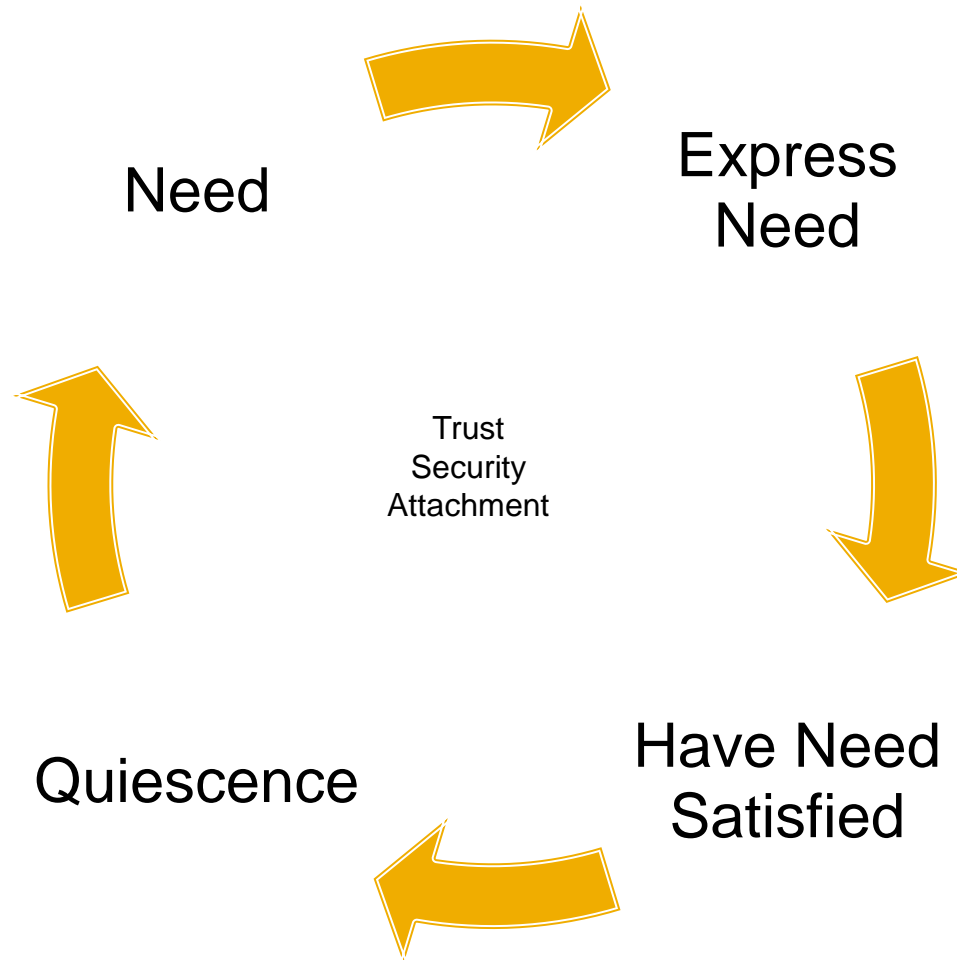 Need
Express
Need
Trust
Security
Attachment
Quiescence
Have Need
Satisfied